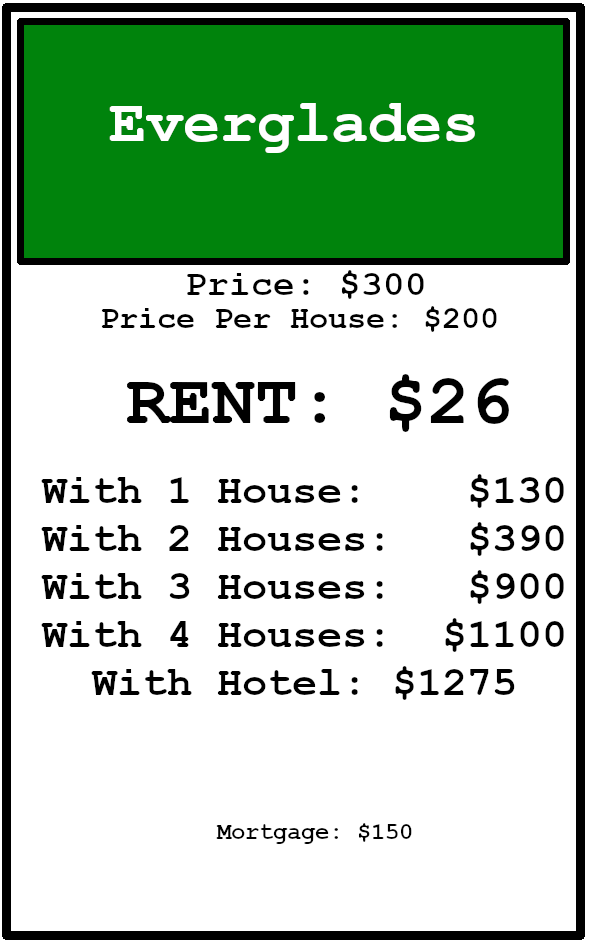 Everglades
Price: $300
Price Per House: $200
RENT: $26
With 1 House: $130
With 2 Houses: $390
With 3 Houses: $900
With 4 Houses: $1100
With Hotel: $1275
Mortgage: $150